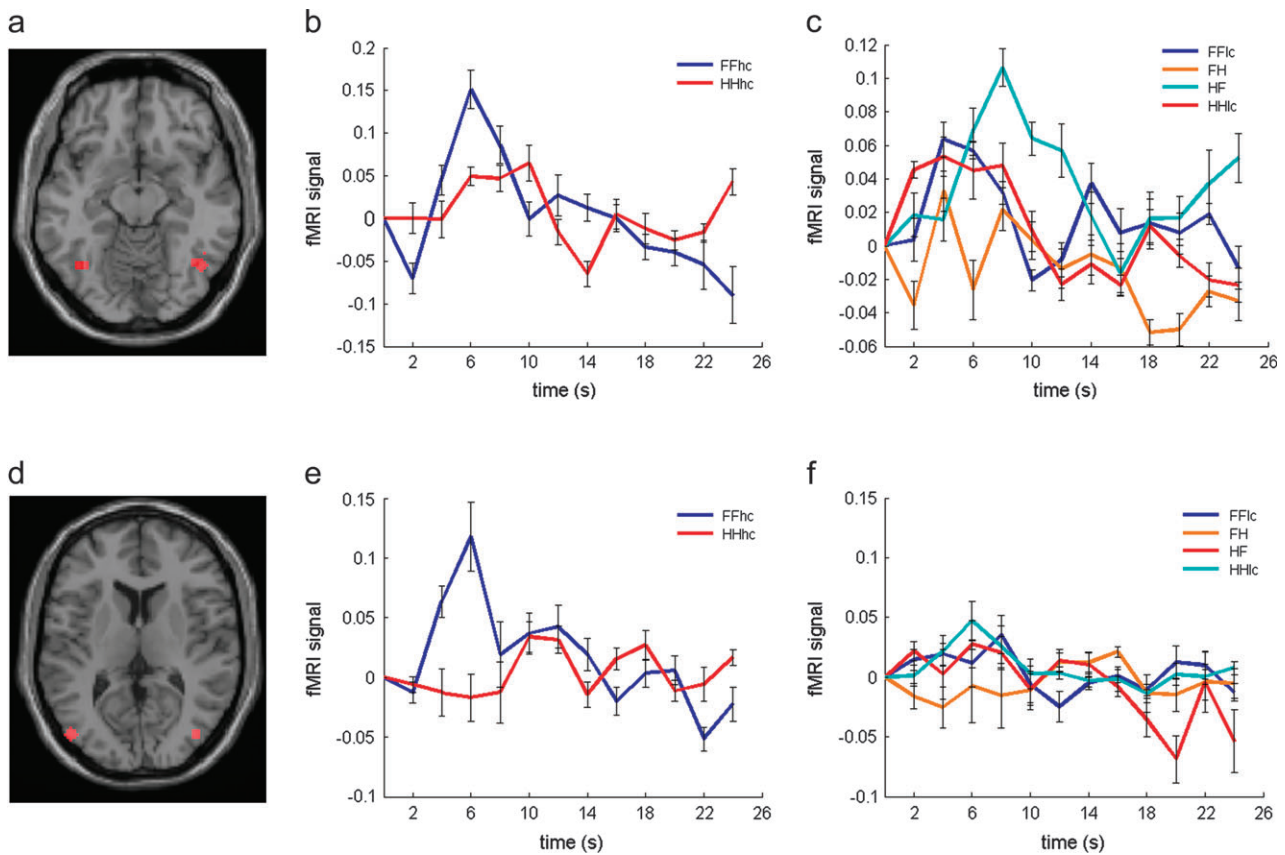 a
b
c
0.2
0.15
0.1
0.05
0
-0.05
-0.1
-0.15
fMRI signal
2 6 10 14 18 22 26
time (s)
FFhc
HHhc
0.12
0.1
0.08
0.06
0.04
0.02
0
-0.02
-0.04
-0.06
fMRI signal
2 6 10 14 18 22 26
time (s)
FFlc
FH
HF
HHlc
d
e
f
0.15
0.1
0.05
0
-0.05
-0.1
fMRI signal
2 6 10 14 18 22 26
time (s)
FFhc
HHhc
0.15
0.1
0.05
0
-0.05
-0.1
fMRI signal
2 6 10 14 18 22 26
time (s)
FFlc
FH
HF
HHlc